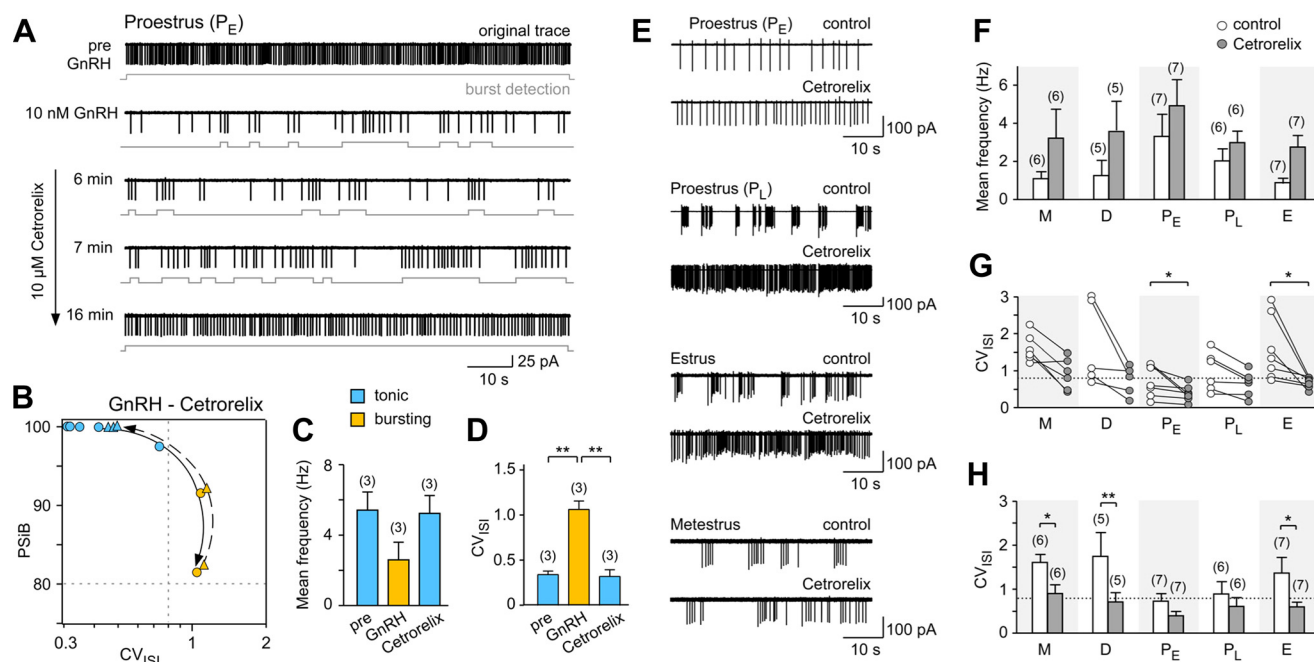 A
Proestrus (PE)
pre
GnRH
original trace
burst detection
10 nM GnRH
10 µM Cetrorelix
6 min
7 min
16 min
25 pA
10 s
B
GnRH - Cetrorelix
100
90
80
PSiB
0.3
1
2
CVISI
tonic
bursting
C
Mean frequency (Hz)
8
4
0
(3)
(3)
(3)
pre
GnRH
Cetrorelix
D
CVISI
1.5
1.0
0.5
0
** **
(3)
(3)
(3)
pre
GnRH
Cetrorelix
E
Proestrus (PE) control
Cetrorelix
100 pA
10 s
Proestrus (PL) control
Cetrorelix
100 pA
10 s
Estrus control
Cetrorelix
100 pA
10 s
Metestrus control
Cetrorelix
100 pA
10 s
F
control
Cetrorelix
Mean frequency (Hz)
6
4
2
0
(6) (6)
(5) (5)
(7) (7)
(6) (6)
(7) (7)
M D PE PL E
G
CVISI
3
2
1
0
* *
M D PE PL E
H
CVISI
3
2
1
0
* ** *
(6) (6)
(5) (5)
(7) (7)
(6) (6)
(7) (7)
M D PE PL E